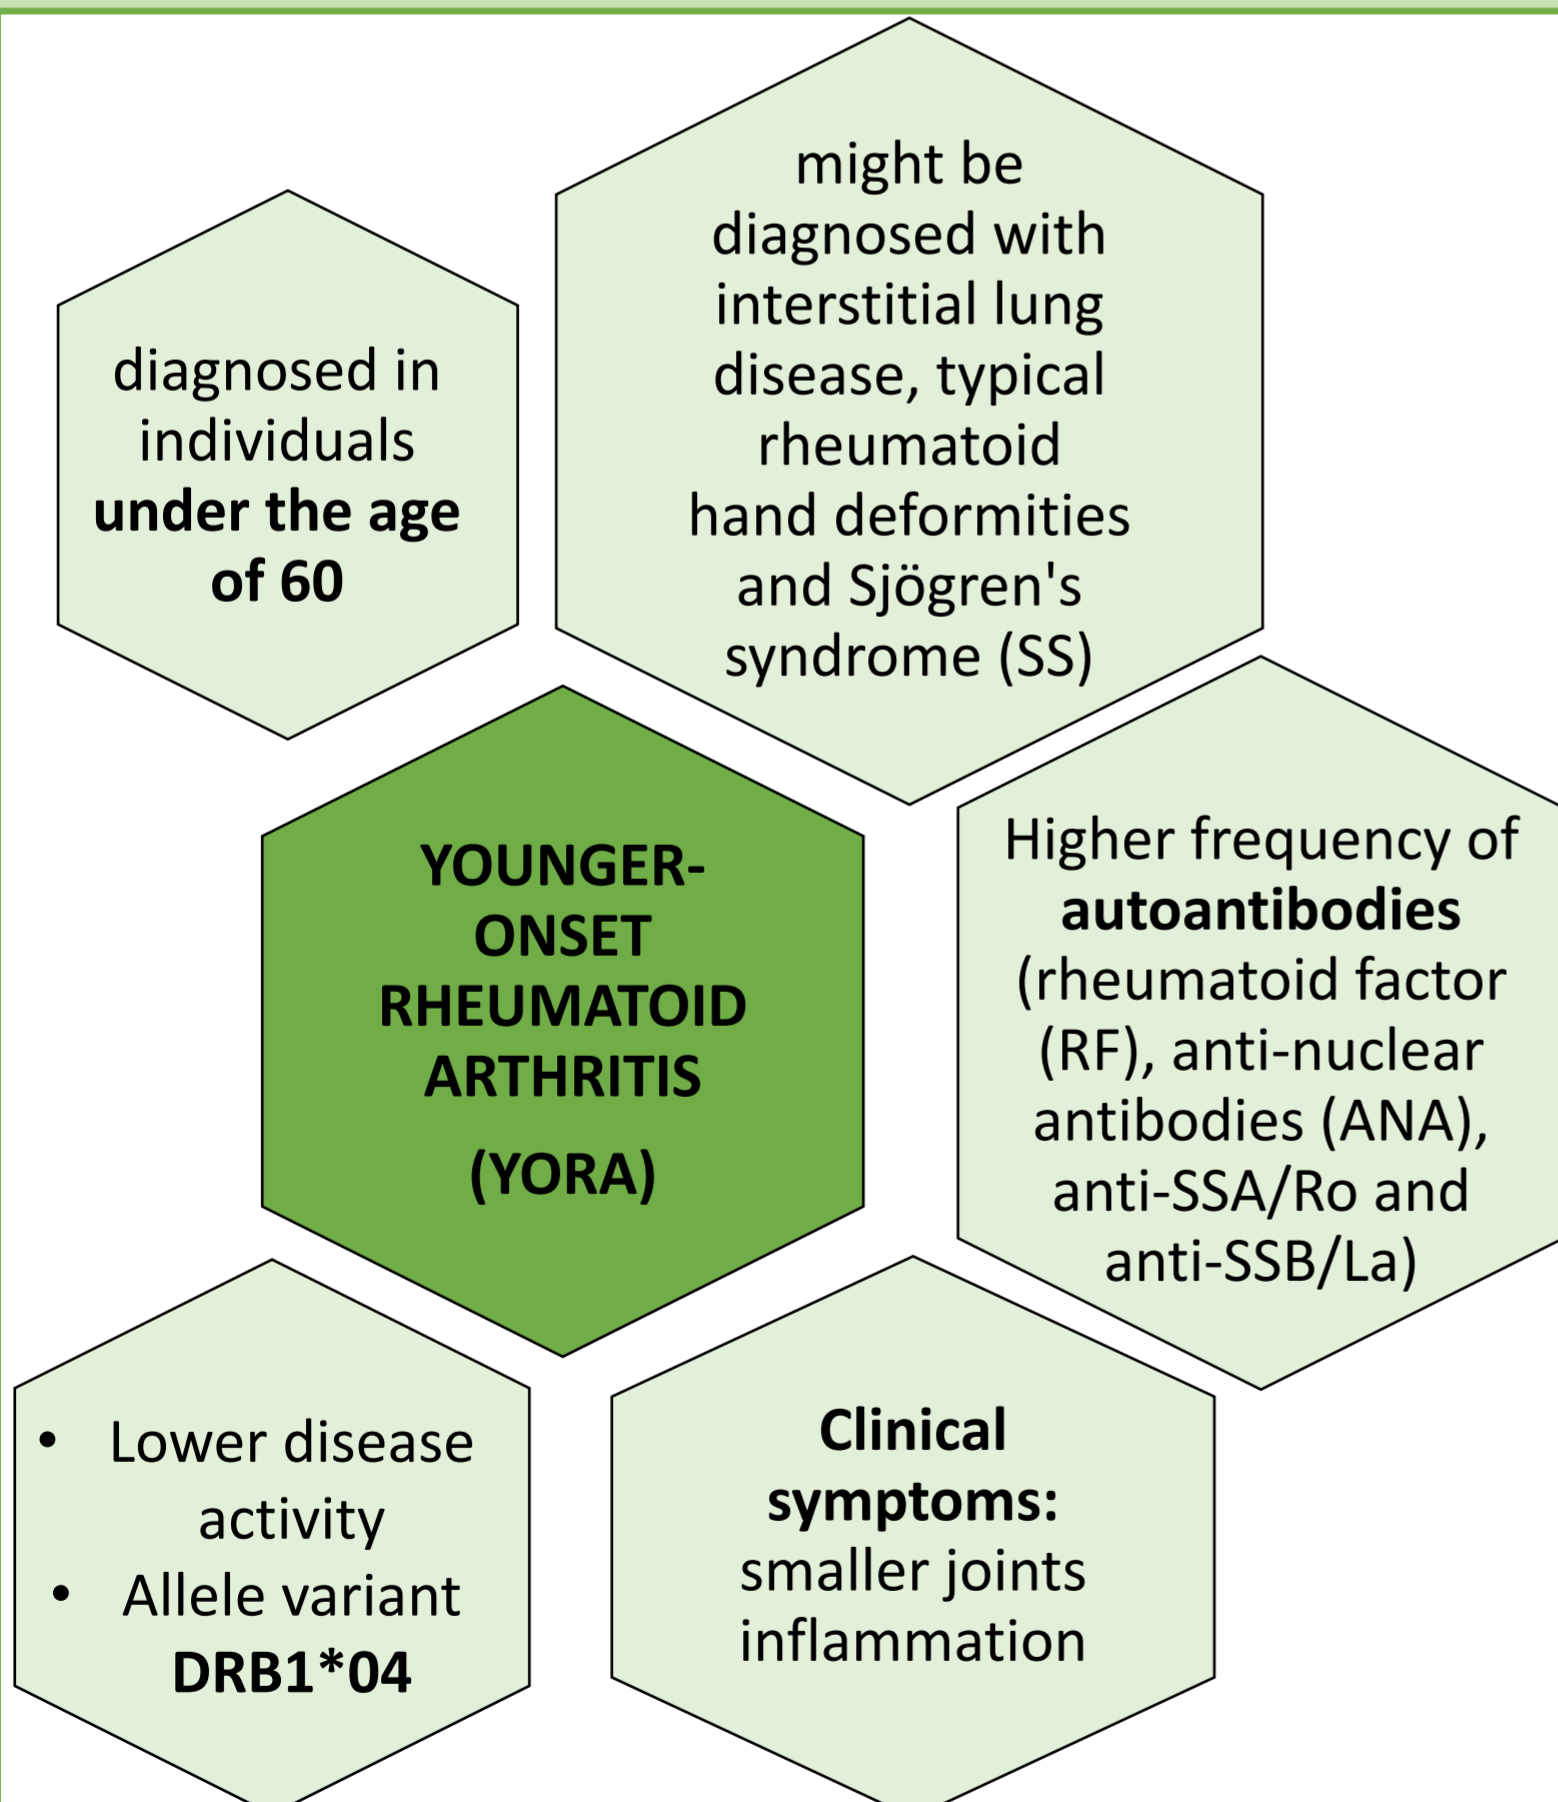 diagnosed in
individuals
under the age
of 60
might be
diagnosed with
interstitial lung
disease, typical
rheumatoid
hand deformities
and Sjögren's
syndrome (SS)
YOUNGER-
ONSET
RHEUMATOID
ARTHRITIS
(YORA)
Higher frequency of
autoantibodies
(rheumatoid factor
(RF), anti-nuclear
antibodies (ANA),
anti-SSA/Ro and
anti-SSB/La)
• Lower disease
activity
• Allele variant
DRB1*04
Clinical
symptoms:
smaller joints
inflammation